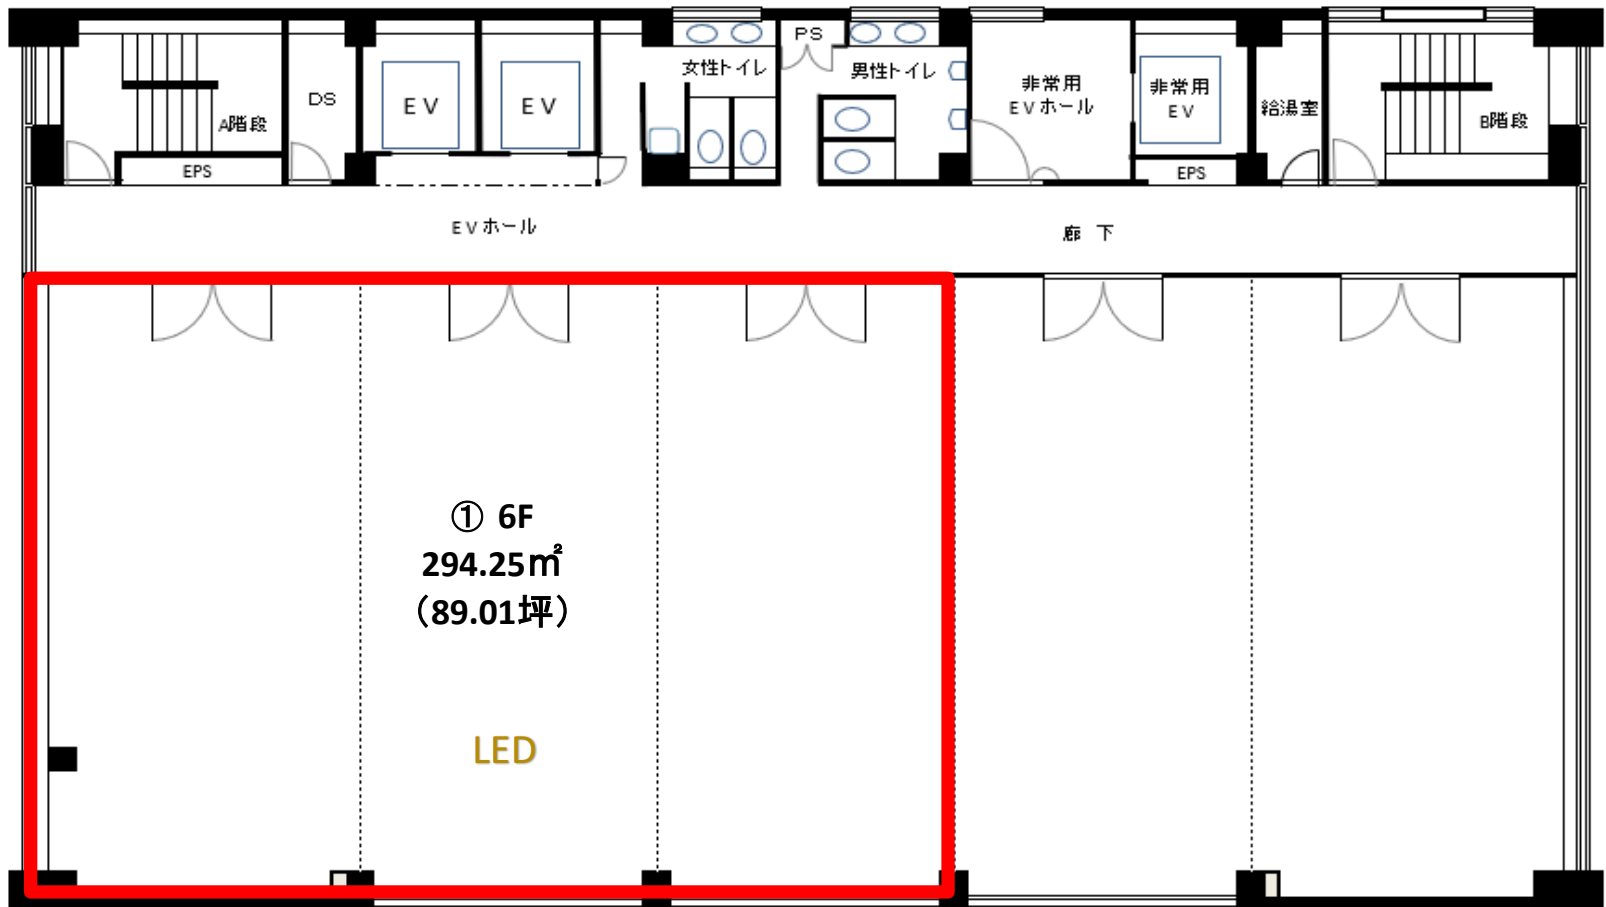 PS
女性トイレ
男性トイレ
非常用
EVホール
非常用
EV
DS
EV
EV
給湯室
A階段
B階段
EPS
EPS
EVホール
廊 下
① 6F
294.25㎡
（89.01坪）
LED